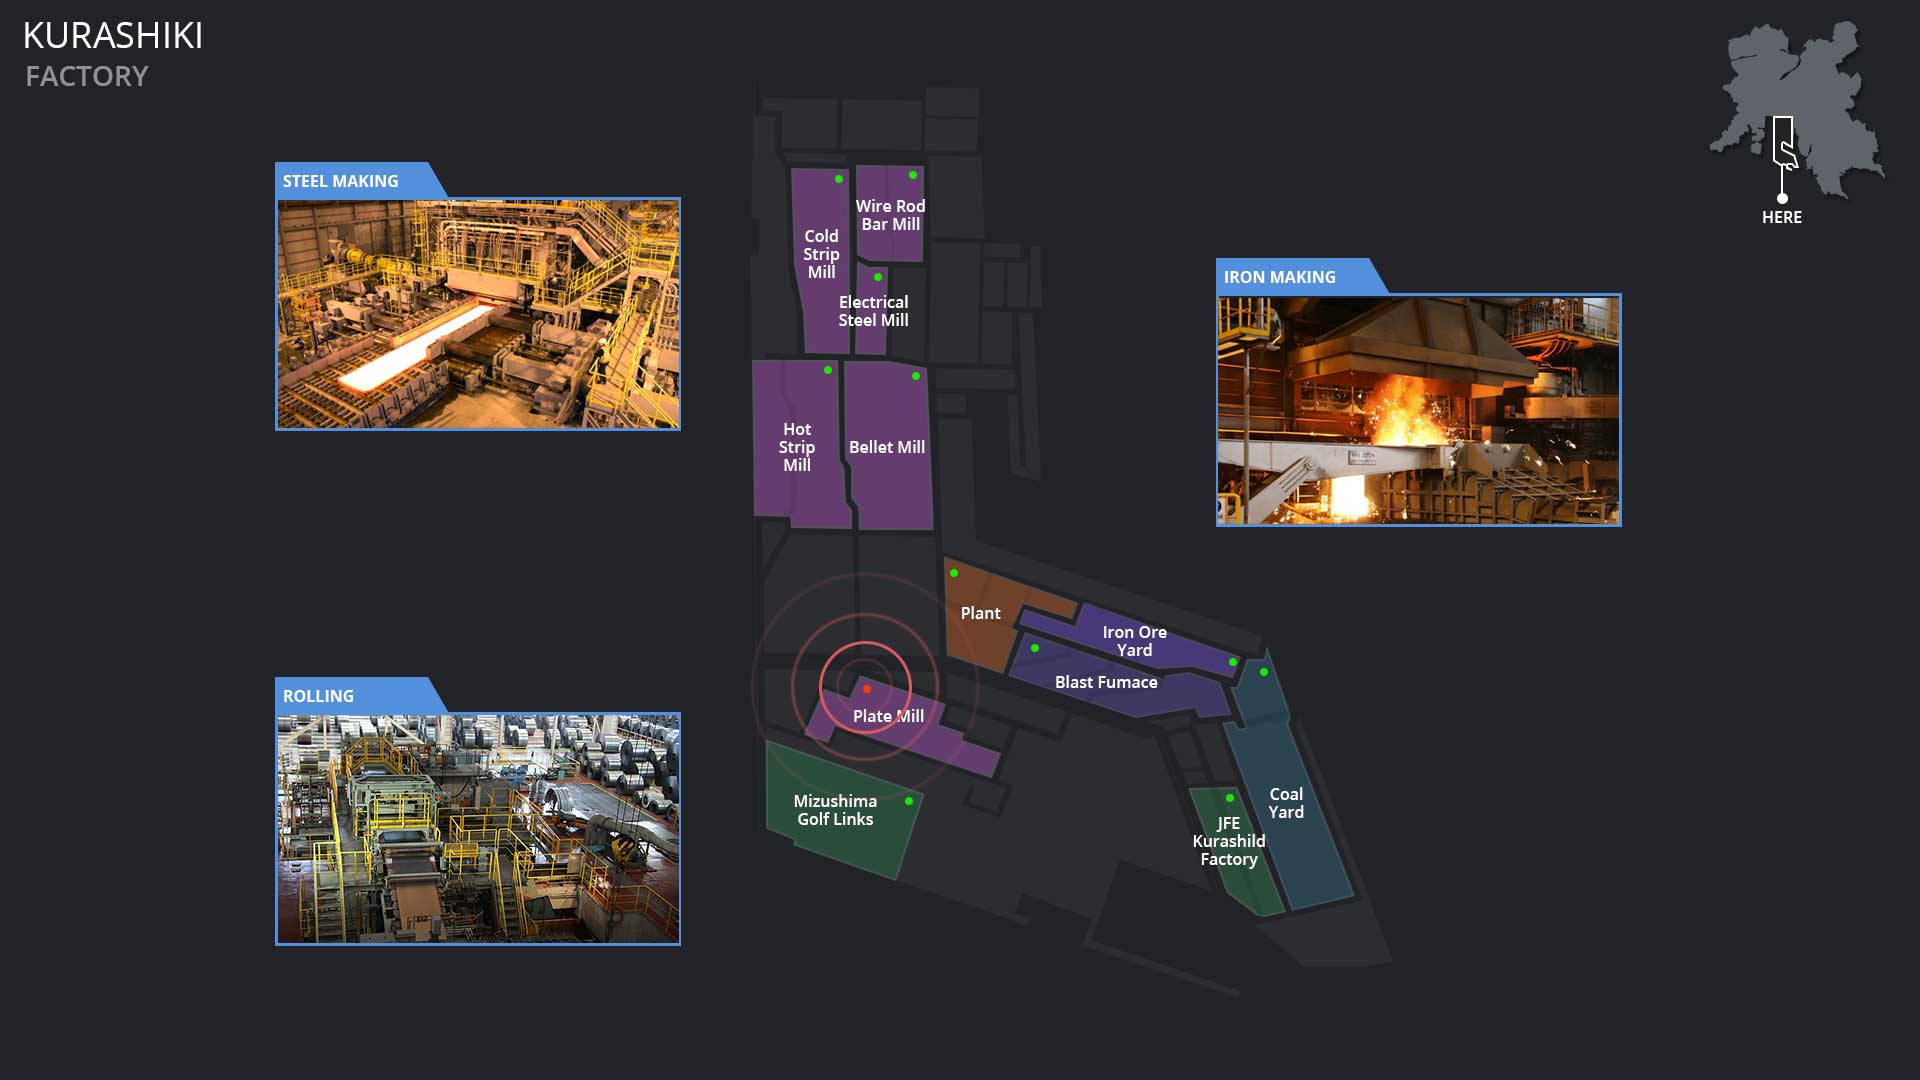 KURASHIKI
FACTORY
STEEL MAKING
ROLLING
IRON MAKING
HERE
Cold
Strip
Mill
Wire Rod
Bar Mill
Electrical
Steel Mill
Hot
Strip
Mill
Bellet Mill
Plant
Iron Ore
Yard
Blast Fumace
Plate Mill
Mizushima
Golf Links
Coal
Yard
JFE
Kurashild
Factory